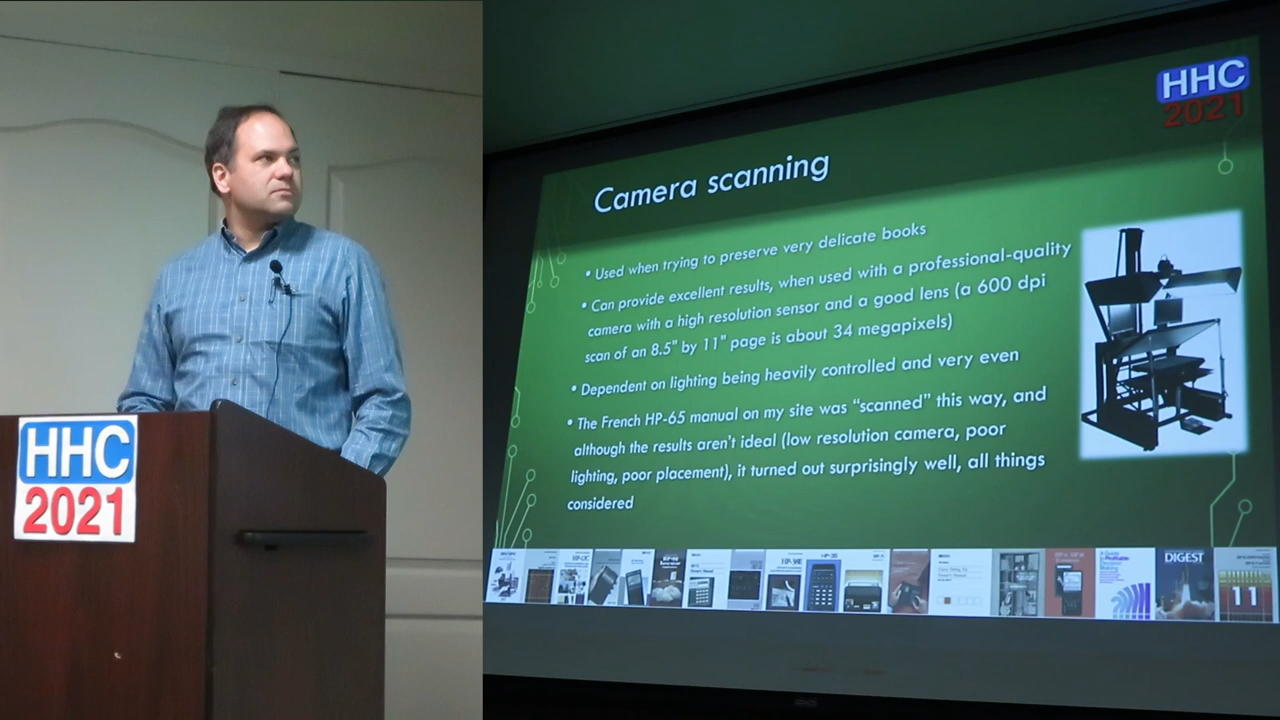 HHC
2021
HHC
2021
Camera scanning
• Used when trying to preserve very delicate books
• Can provide excellent results, when used with a professional-quality
camera with a high resolution sensor and a good lens (a 600 dpi
scan of an 8.5" by 11" page is about 34 megapixels)
• Dependent on lighting being heavily controlled and very even
• The French HP-65 manual on my site was “scanned” this way, and
although the results aren't ideal (low resolution camera, poor
lighting, poor placement), it turned out surprisingly well, all things
considered
DIGEST
11